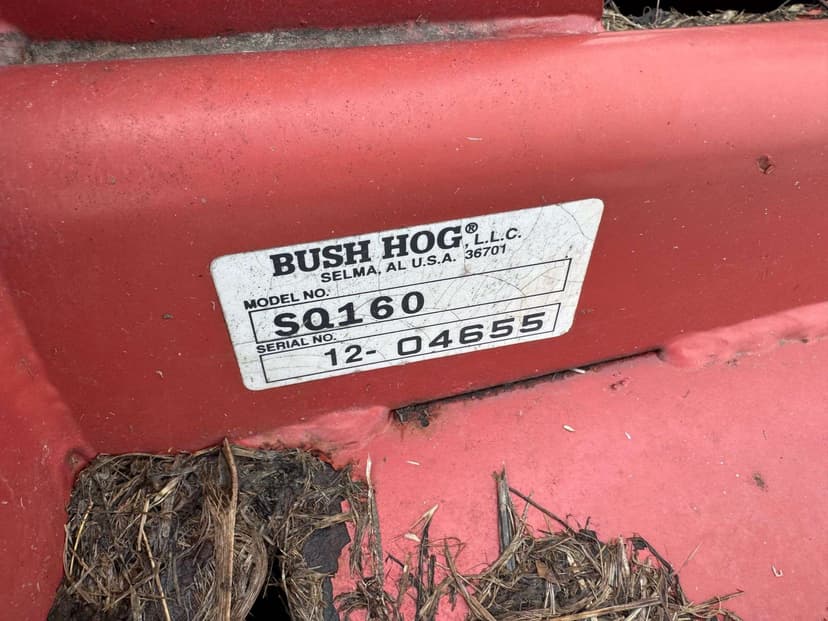 BUSH HOG®, L.L.C.
SELMA, AL U.S.A. 36701
MODEL NO.
SQ160
SERIAL NO.
12- 04655